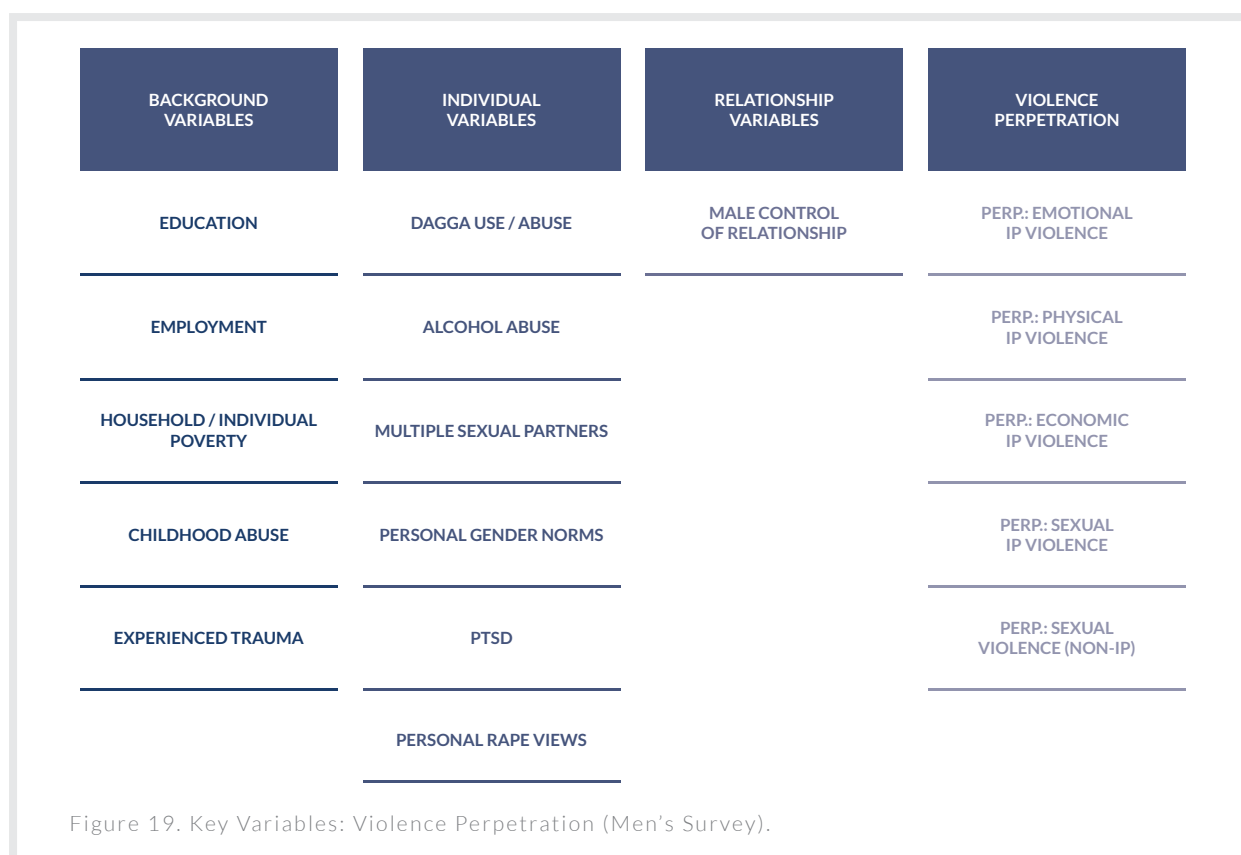 BACKGROUND
VARIABLES
INDIVIDUAL
VARIABLES
RELATIONSHIP
VARIABLES
VIOLENCE
PERPETRATION
EDUCATION
DAGGA USE / ABUSE
MALE CONTROL
OF RELATIONSHIP
PERP.: EMOTIONAL
IP VIOLENCE
EMPLOYMENT
ALCOHOL ABUSE
PERP.: PHYSICAL
IP VIOLENCE
HOUSEHOLD / INDIVIDUAL
POVERTY
MULTIPLE SEXUAL PARTNERS
PERP.: ECONOMIC
IP VIOLENCE
CHILDHOOD ABUSE
PERSONAL GENDER NORMS
PERP.: SEXUAL
IP VIOLENCE
EXPERIENCED TRAUMA
PTSD
PERP.: SEXUAL
VIOLENCE (NON-IP)
PERSONAL RAPE VIEWS
Figure 19. Key Variables: Violence Perpetration (Men’s Survey).